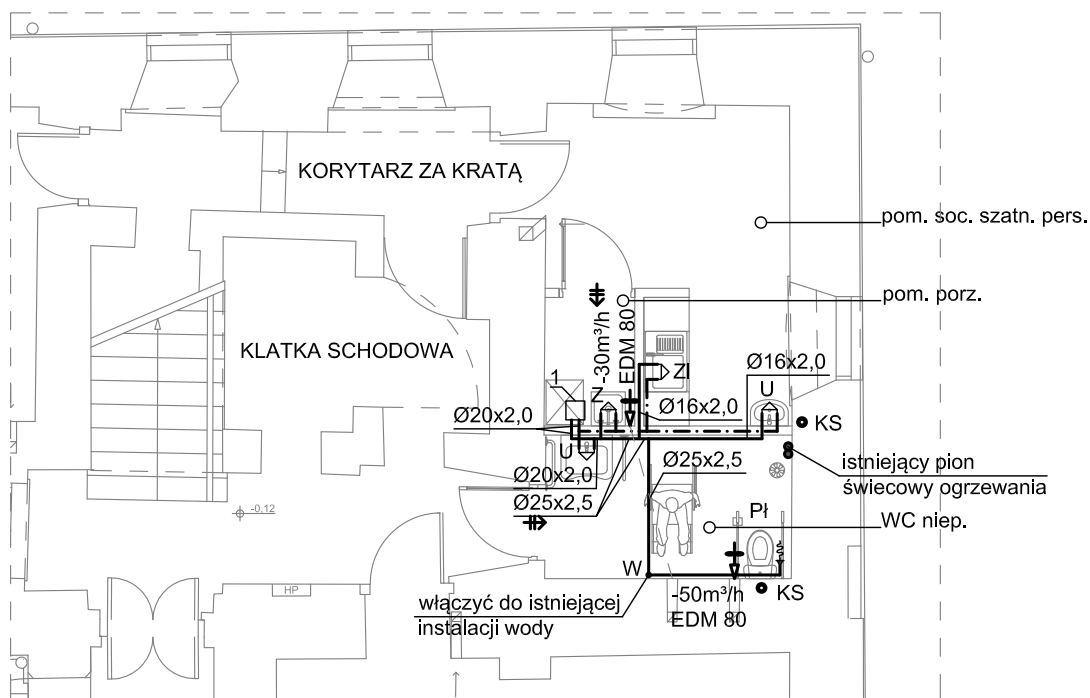 KORYTARZ ZA KRATĄ
pom. soc. szatn. pers.
pom. porz.
-30m³/h
EDM 80
KLATKA SCHODOWA
1
Z
Zl
Ø16x2,0
U
Ø20x2,0
Ø16x2,0
KS
U
Ø20x2,0
Ø25x2,5
Ø25x2,5
istniejący pion
świecowy ogrzewania
-0,12
Pł
WC niep.
W
HP
włączyć do istniejącej
instalacji wody
-50m³/h
EDM 80
KS